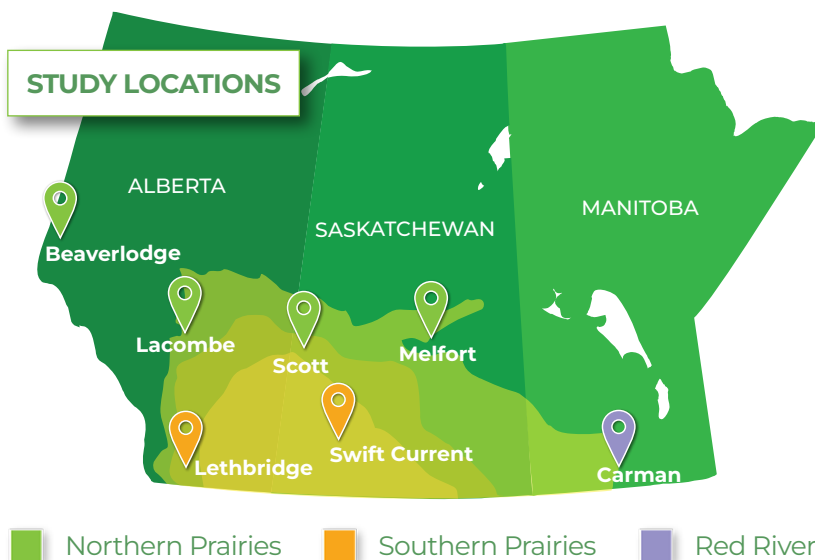 STUDY LOCATIONS
ALBERTA
SASKATCHEWAN
MANITOBA
Beaverlodge
Lacombe
Scott
Melfort
Lethbridge
Swift Current
Carman
Northern Prairies
Southern Prairies
Red River